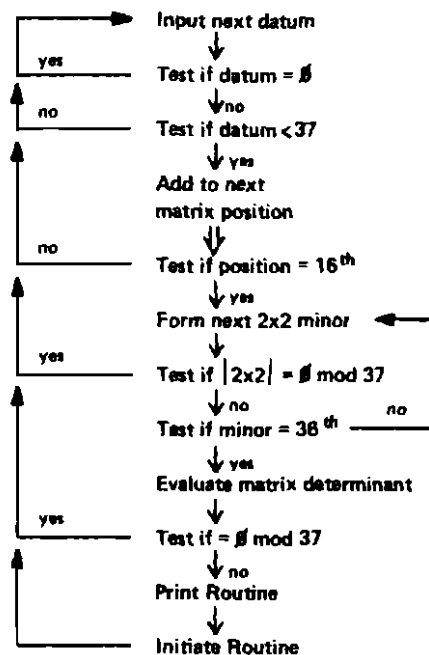 Input next datum
yes
Test if datum = Ø
no
no
Test if datum < 37
yes
Add to next
matrix position
no
Test if position = 16th
yes
Form next 2x2 minor
yes
Test if |2x2| = Ø mod 37
no
Test if minor = 36th
no
yes
Evaluate matrix determinant
yes
Test if = Ø mod 37
no
Print Routine
Initiate Routine